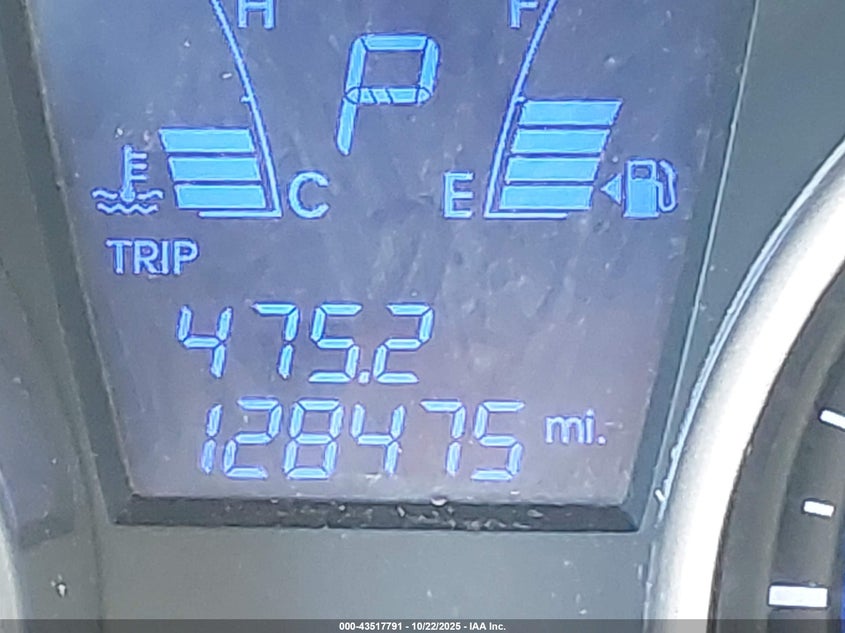 H F
P
C E
TRIP
475.2
128475 mi.
000-43517791 - 10/22/2025 - IAA Inc.